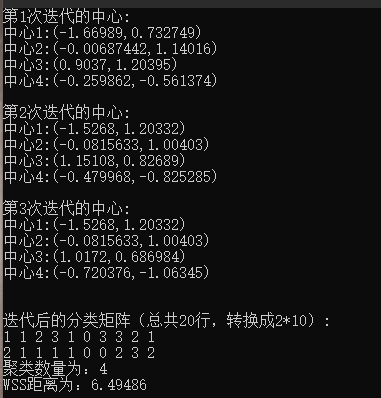 第1次迭代的中心:
中心1:(-1.66989,0.732749)
中心2:(-0.00687442,1.14016)
中心3:(0.9037,1.20395)
中心4:(-0.259862,-0.561374)
第2次迭代的中心:
中心1:(-1.5268,1.20332)
中心2:(-0.0815633,1.00403)
中心3:(1.15108,0.82689)
中心4:(-0.479968,-0.825285)
第3次迭代的中心:
中心1:(-1.5268,1.20332)
中心2:(-0.0815633,1.00403)
中心3:(1.0172,0.686984)
中心4:(-0.720376,-1.06345)
迭代后的分类矩阵（总共20行，转换成2*10）:
1 1 2 3 1 0 3 3 2 1
2 1 1 1 1 0 0 2 3 2
聚类数量为: 4
WSS距离为: 6.49486